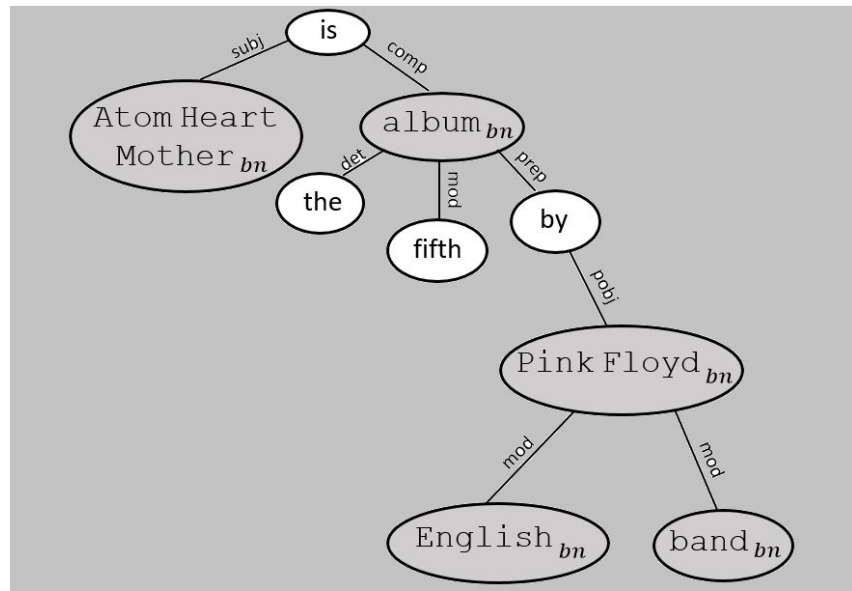 is
subj
comp
Atom Heart
Mother bn
album bn
det
mod
prep
the
fifth
by
pobj
Pink Floyd bn
mod
mod
English bn
band bn